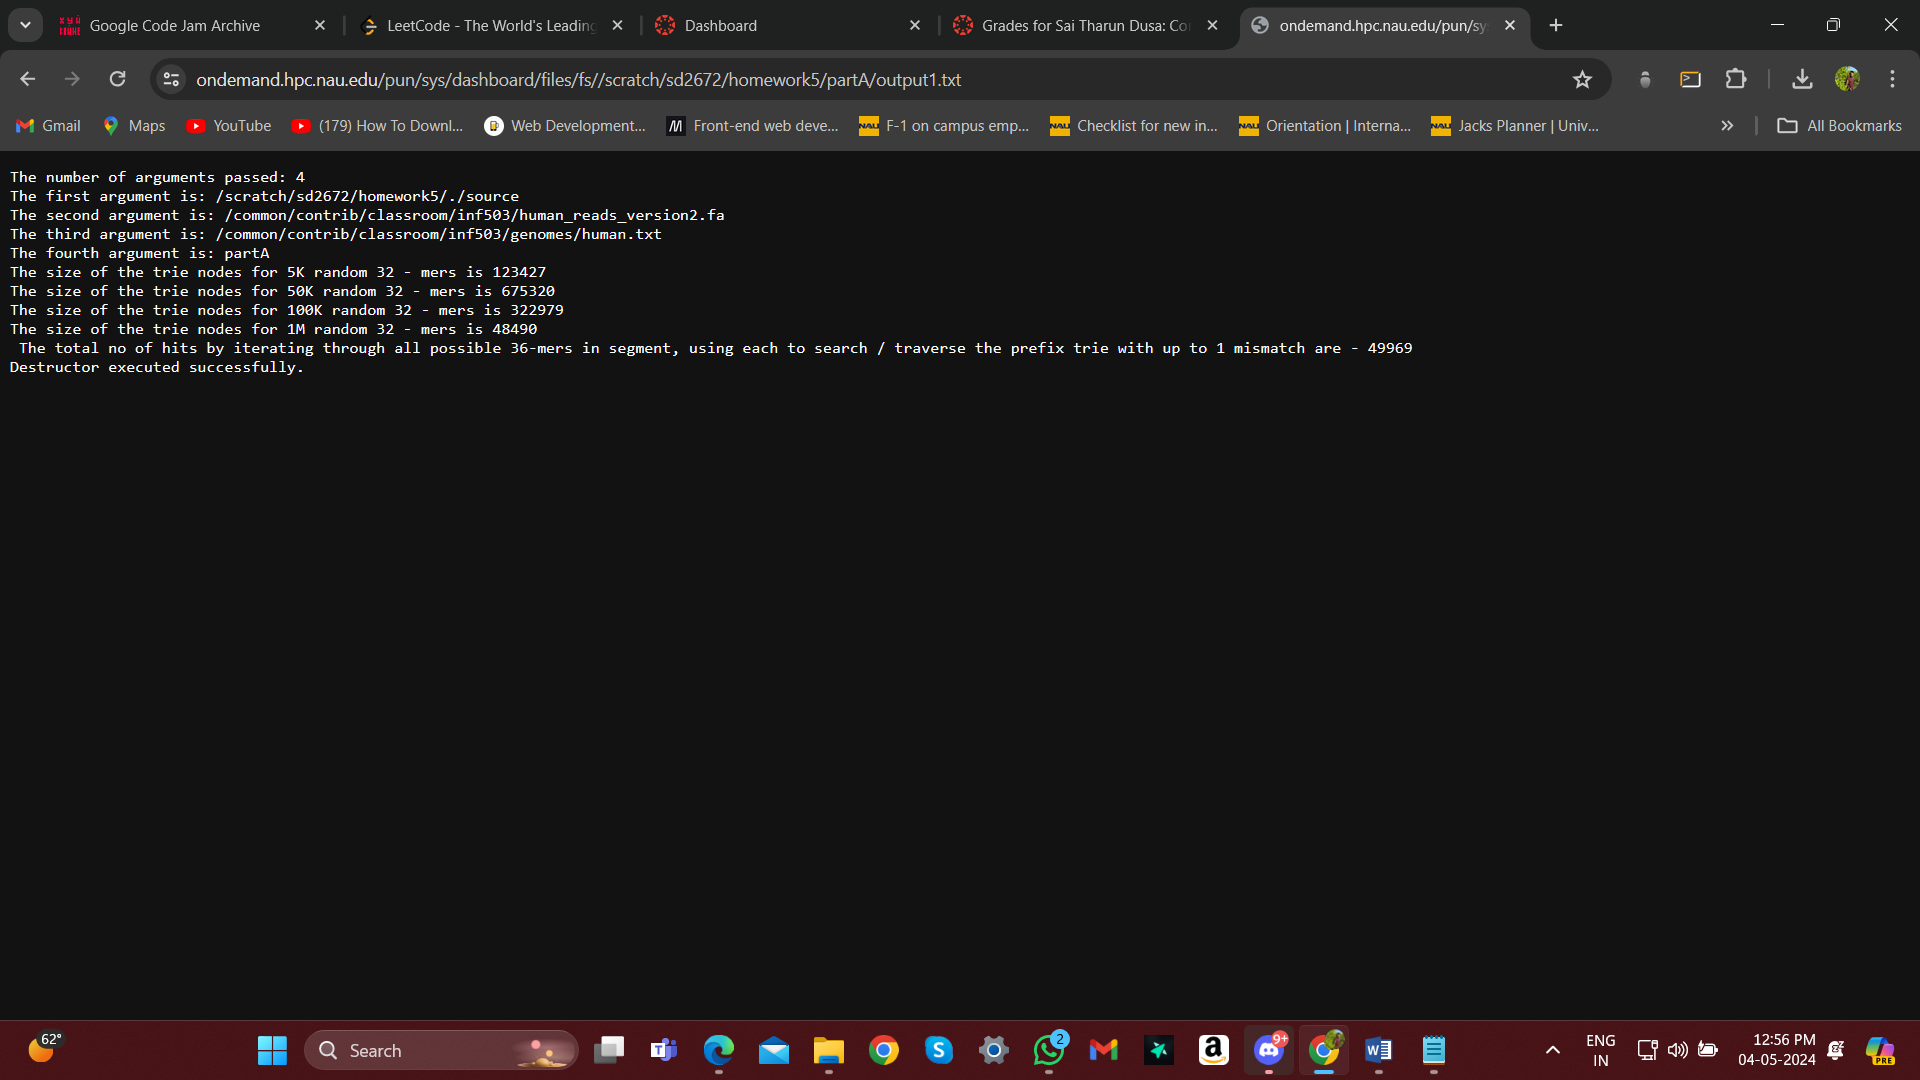 Google Code Jam Archive
LeetCode - The World's Leading
Dashboard
Grades for Sai Tharun Dusa: Co
ondemand.hpc.nau.edu/pun/sy
ondemand.hpc.nau.edu/pun/sys/dashboard/files/fs//scratch/sd2672/homework5/partA/output1.txt
Gmail
Maps
YouTube
(179) How To Downl...
Web Development...
Front-end web deve...
F-1 on campus emp...
Checklist for new in...
Orientation | Interna...
Jacks Planner | Univ...
All Bookmarks
The number of arguments passed: 4
The first argument is: /scratch/sd2672/homework5/./source
The second argument is: /common/contrib/classroom/inf503/human_reads_version2.fa
The third argument is: /common/contrib/classroom/inf503/genomes/human.txt
The fourth argument is: partA
The size of the trie nodes for 5K random 32 - mers is 123427
The size of the trie nodes for 50K random 32 - mers is 675320
The size of the trie nodes for 100K random 32 - mers is 322979
The size of the trie nodes for 1M random 32 - mers is 48490
The total no of hits by iterating through all possible 36-mers in segment, using each to search / traverse the prefix trie with up to 1 mismatch are - 49969
Destructor executed successfully.
62°
Search
2
9+
ENG
IN
12:56 PM
04-05-2024
PRE